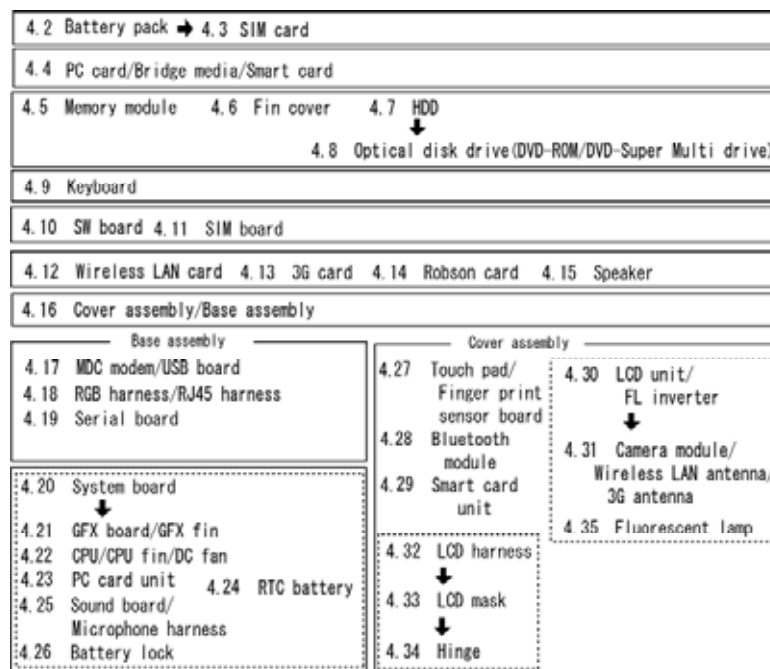 4.2 Battery pack ➡ 4.3 SIM card
4.4 PC card/Bridge media/Smart card
4.5 Memory module 4.6 Fin cover 4.7 HDD
4.8 Optical disk drive(DVD-ROM/DVD-Super Multi drive)
4.9 Keyboard
4.10 SW board 4.11 SIM board
4.12 Wireless LAN card 4.13 3G card 4.14 Robson card 4.15 Speaker
4.16 Cover assembly/Base assembly
Base assembly
4.17 MDC modem/USB board
4.18 RGB harness/RJ45 harness
4.19 Serial board
4.20 System board
4.21 GFX board/GFX fin
4.22 CPU/CPU fin/DC fan
4.23 PC card unit
4.24 RTC battery
4.25 Sound board/
Microphone harness
4.26 Battery lock
Cover assembly
4.27 Touch pad/
Finger print
sensor board
4.28 Bluetooth
module
4.29 Smart card
unit
4.30 LCD unit/
FL inverter
4.31 Camera module/
Wireless LAN antenna/
3G antenna
4.35 Fluorescent lamp
4.32 LCD harness
4.33 LCD mask
4.34 Hinge